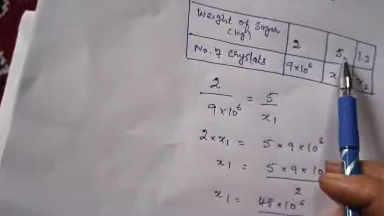 Weight of Sugar (kg) 2 5 1.2
No. of Crystals 9×10⁶ x x₂
2/9×10⁶ = 5/x₁
2 × x₁ = 5 × 9 × 10⁶
x₁ = 5 × 9 × 10⁶/2
x₁ = 45 × 10⁶